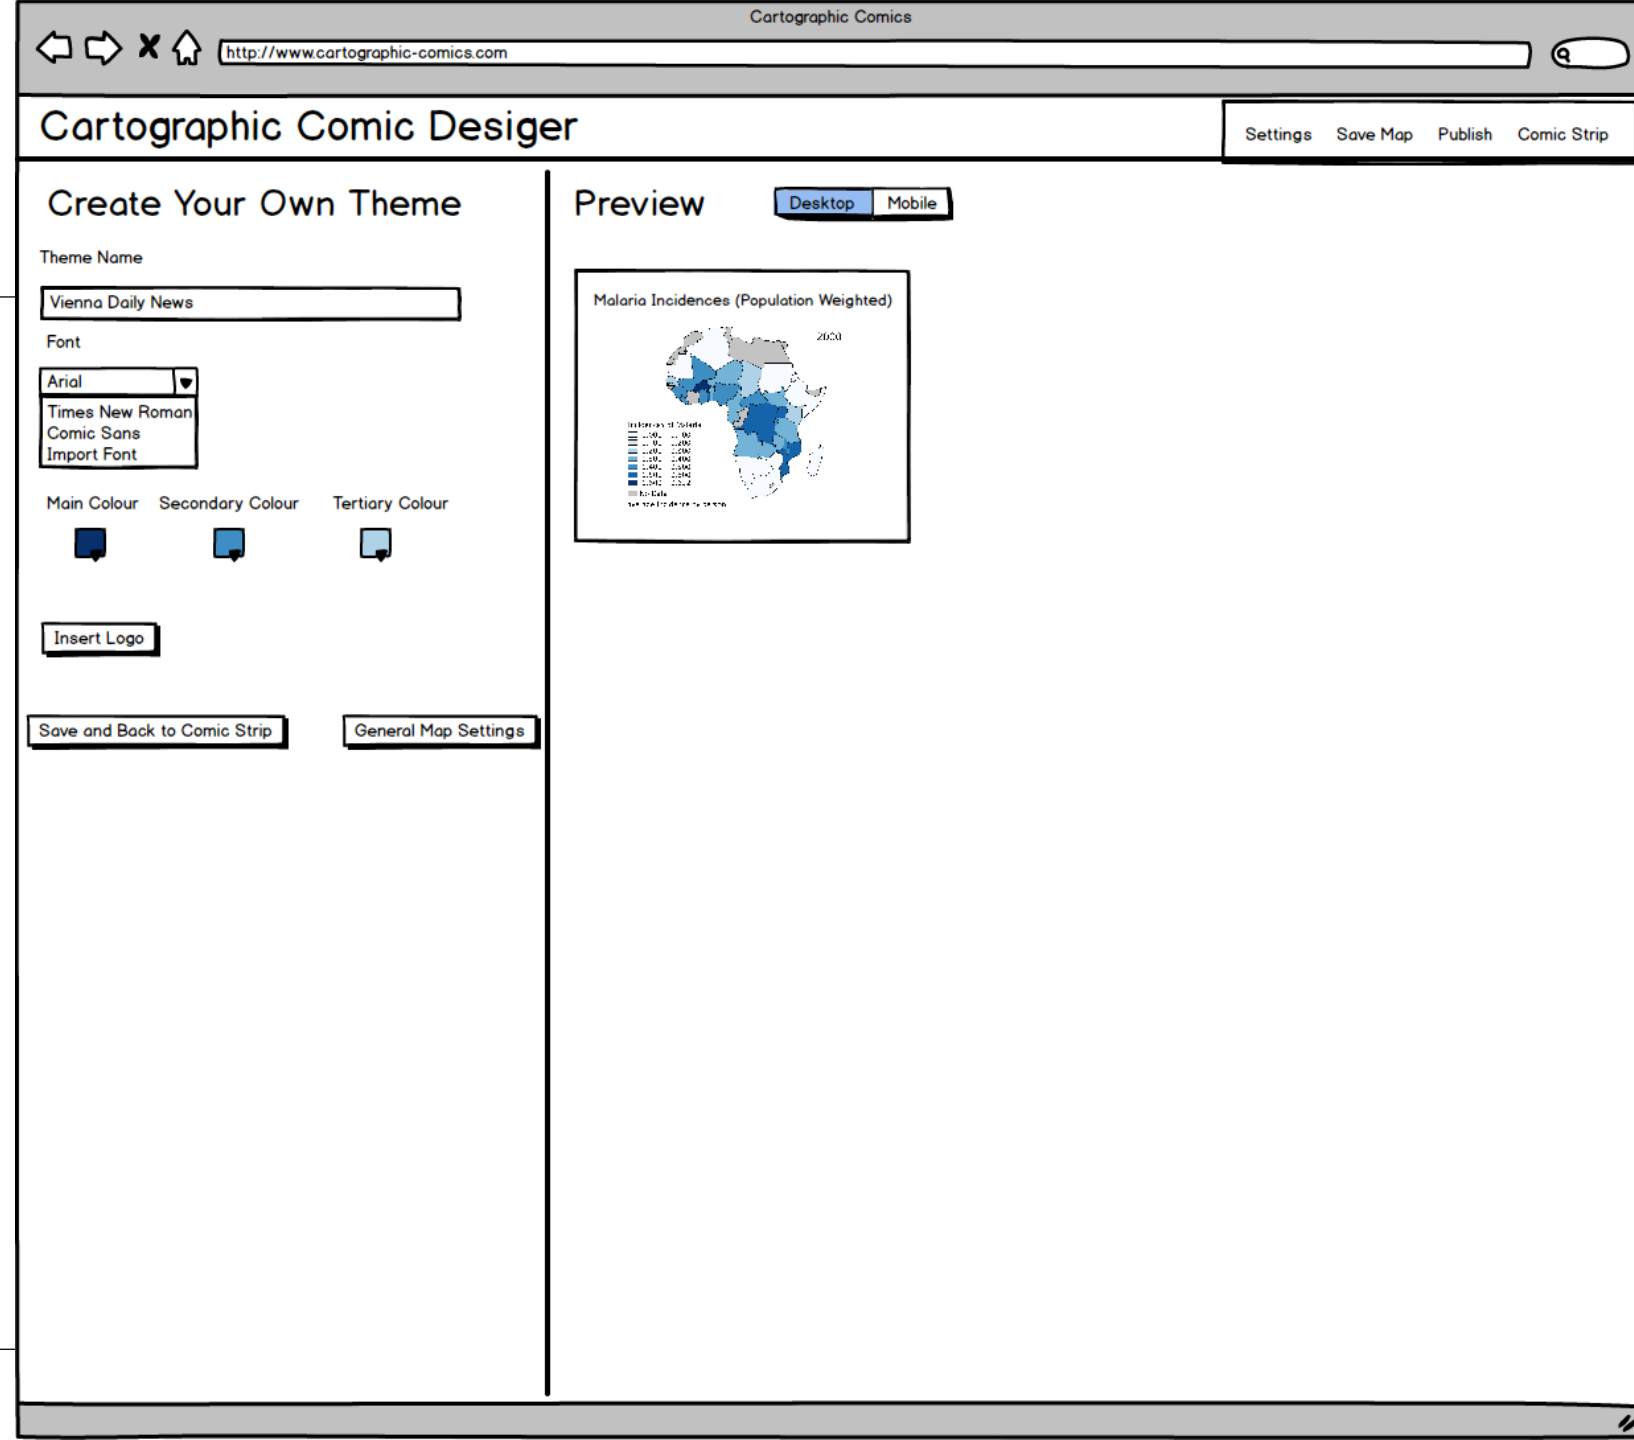 Cartographic Comics
http://www.cartographic-comics.com
Cartographic Comic Desiger
Settings Save Map Publish Comic Strip
Create Your Own Theme
Theme Name
Vienna Daily News
Font
Arial
Times New Roman
Comic Sans
Import Font
Main Colour Secondary Colour Tertiary Colour
Insert Logo
Save and Back to Comic Strip General Map Settings
Preview
Desktop Mobile
Malaria Incidences (Population Weighted)
2000
No Data